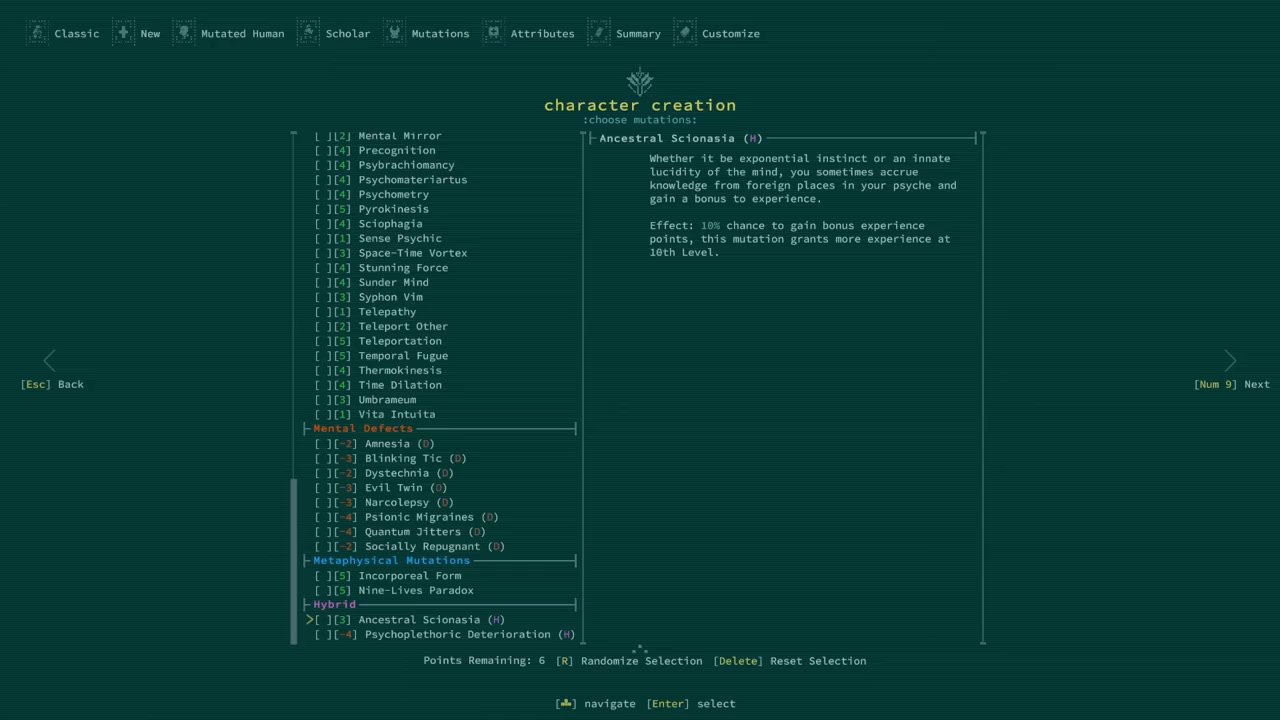 Classic New Mutated Human Scholar Mutations Attributes Summary Customize
character creation
:choose mutations:
[ ][2] Mental Mirror
[ ][4] Precognition
[ ][4] Psybrachiomancy
[ ][4] Psychomateriartus
[ ][4] Psychometry
[ ][5] Pyrokinesis
[ ][4] Sciophagia
[ ][1] Sense Psychic
[ ][3] Space-Time Vortex
[ ][4] Stunning Force
[ ][4] Sunder Mind
[ ][3] Syphon Vim
[ ][1] Telepathy
[ ][2] Teleport Other
[ ][5] Teleportation
[ ][5] Temporal Fugue
[ ][4] Thermokinesis
[ ][4] Time Dilation
[ ][3] Umbrameum
[ ][1] Vita Intuita
Mental Defects
[ ][-2] Amnesia (D)
[ ][-3] Blinking Tic (D)
[ ][-2] Dystechnia (D)
[ ][-3] Evil Twin (D)
[ ][-3] Narcolepsy (D)
[ ][-4] Psionic Migraines (D)
[ ][-4] Quantum Jitters (D)
[ ][-2] Socially Repugnant (D)
Metaphysical Mutations
[ ][5] Incorporeal Form
[ ][5] Nine-Lives Paradox
Hybrid
>[ ][3] Ancestral Scionasia (H)
[ ][-4] Psychoplethoric Deterioration (H)
Ancestral Scionasia (H)
Whether it be exponential instinct or an innate
lucidity of the mind, you sometimes accrue
knowledge from foreign places in your psyche and
gain a bonus to experience.
Effect: 10% chance to gain bonus experience
points, this mutation grants more experience at
10th Level.
[Esc] Back
[Num 9] Next
Points Remaining: 6 [R] Randomize Selection [Delete] Reset Selection
navigate [Enter] select